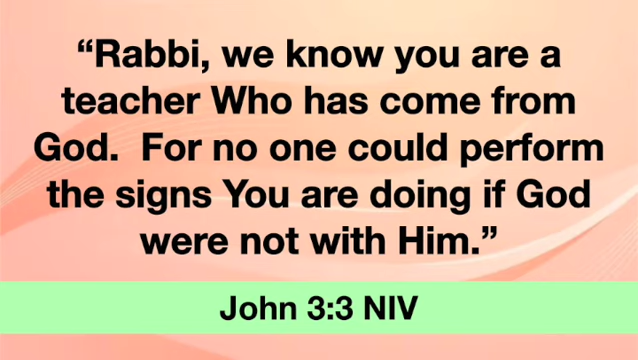 “Rabbi, we know you are a
teacher Who has come from
God.  For no one could perform
the signs You are doing if God
were not with Him.”
John 3:3 NIV